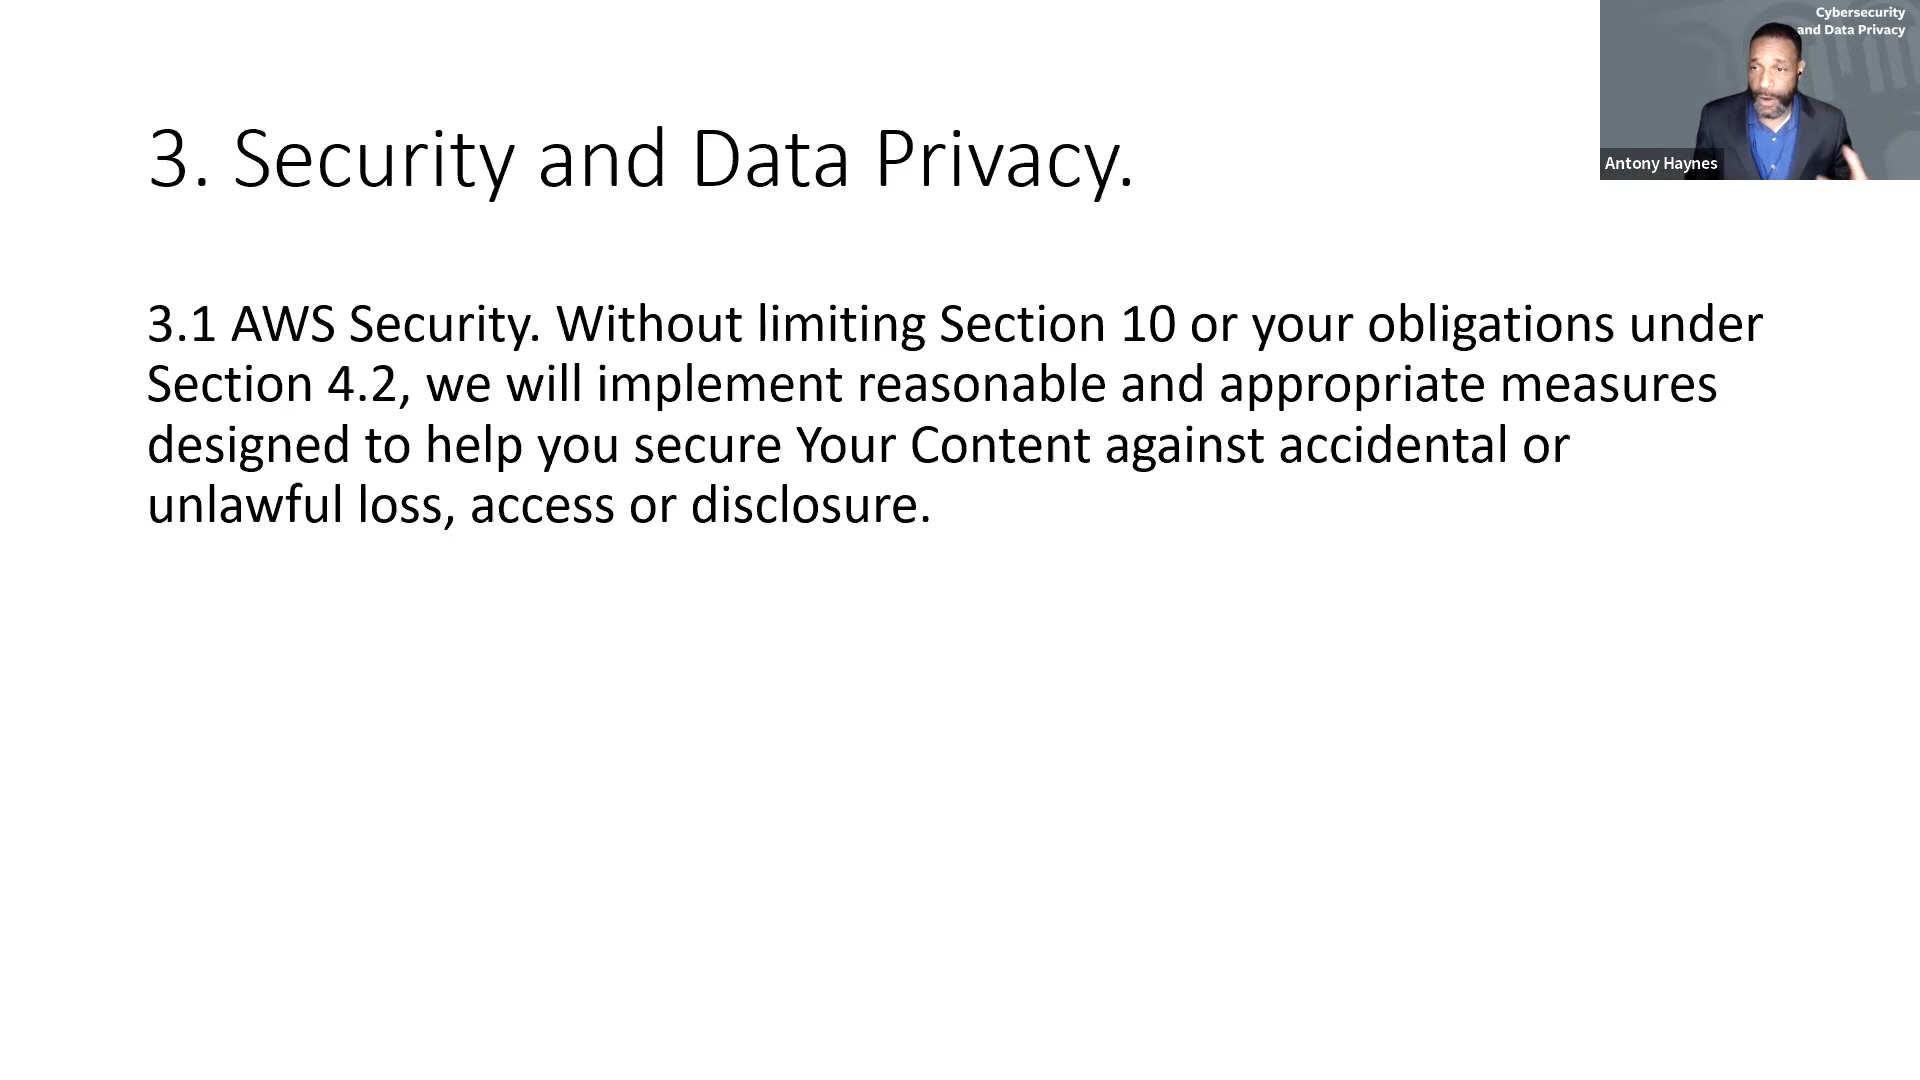 Cybersecurity
and Data Privacy
Antony Haynes
3. Security and Data Privacy.
3.1 AWS Security. Without limiting Section 10 or your obligations under
Section 4.2, we will implement reasonable and appropriate measures
designed to help you secure Your Content against accidental or
unlawful loss, access or disclosure.